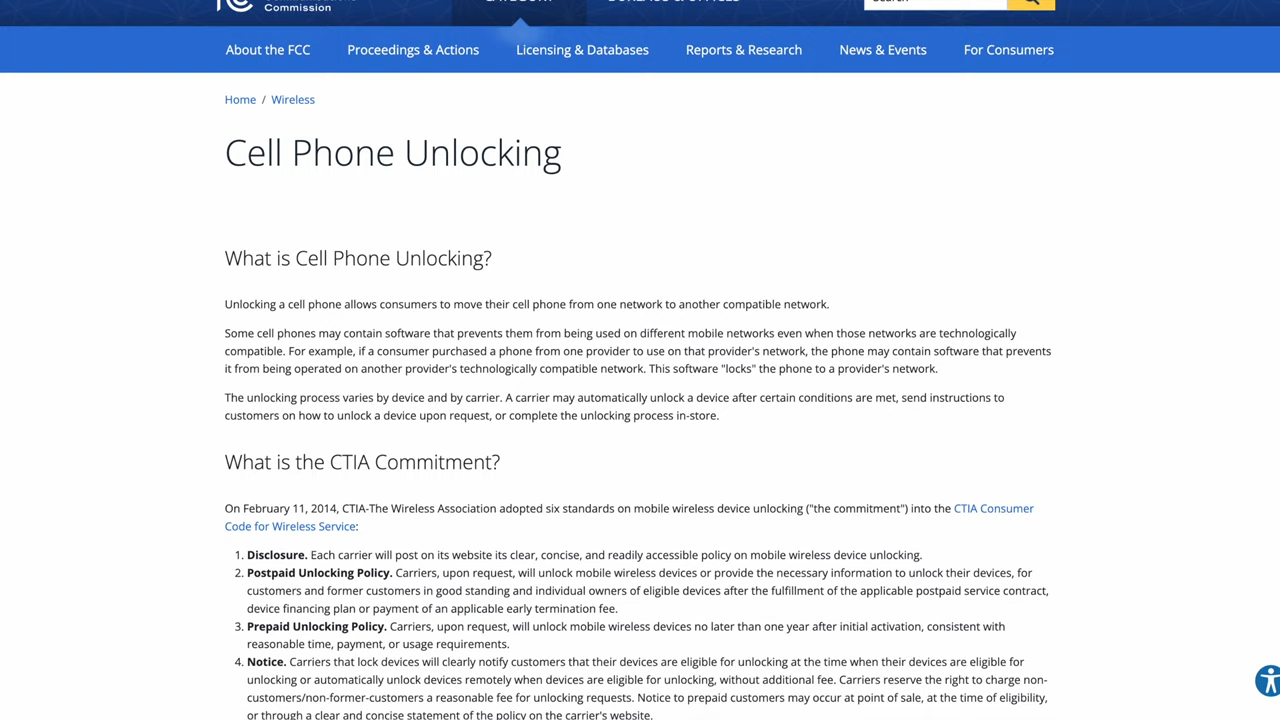 Commission
About the FCC
Proceedings & Actions
Licensing & Databases
Reports & Research
News & Events
For Consumers
Home / Wireless
Cell Phone Unlocking
What is Cell Phone Unlocking?
Unlocking a cell phone allows consumers to move their cell phone from one network to another compatible network.
Some cell phones may contain software that prevents them from being used on different mobile networks even when those networks are technologically
compatible. For example, if a consumer purchased a phone from one provider to use on that provider's network, the phone may contain software that prevents
it from being operated on another provider's technologically compatible network. This software "locks" the phone to a provider's network.
The unlocking process varies by device and by carrier. A carrier may automatically unlock a device after certain conditions are met, send instructions to
customers on how to unlock a device upon request, or complete the unlocking process in-store.
What is the CTIA Commitment?
On February 11, 2014, CTIA-The Wireless Association adopted six standards on mobile wireless device unlocking ("the commitment") into the CTIA Consumer
Code for Wireless Service:
1. Disclosure. Each carrier will post on its website its clear, concise, and readily accessible policy on mobile wireless device unlocking.
2. Postpaid Unlocking Policy. Carriers, upon request, will unlock mobile wireless devices or provide the necessary information to unlock their devices, for
customers and former customers in good standing and individual owners of eligible devices after the fulfillment of the applicable postpaid service contract,
device financing plan or payment of an applicable early termination fee.
3. Prepaid Unlocking Policy. Carriers, upon request, will unlock mobile wireless devices no later than one year after initial activation, consistent with
reasonable time, payment, or usage requirements.
4. Notice. Carriers that lock devices will clearly notify customers that their devices are eligible for unlocking at the time when their devices are eligible for
unlocking or automatically unlock devices remotely when devices are eligible for unlocking, without additional fee. Carriers reserve the right to charge non-
customers/non-former-customers a reasonable fee for unlocking requests. Notice to prepaid customers may occur at point of sale, at the time of eligibility,
or through a clear and concise statement of the policy on the carrier's website.